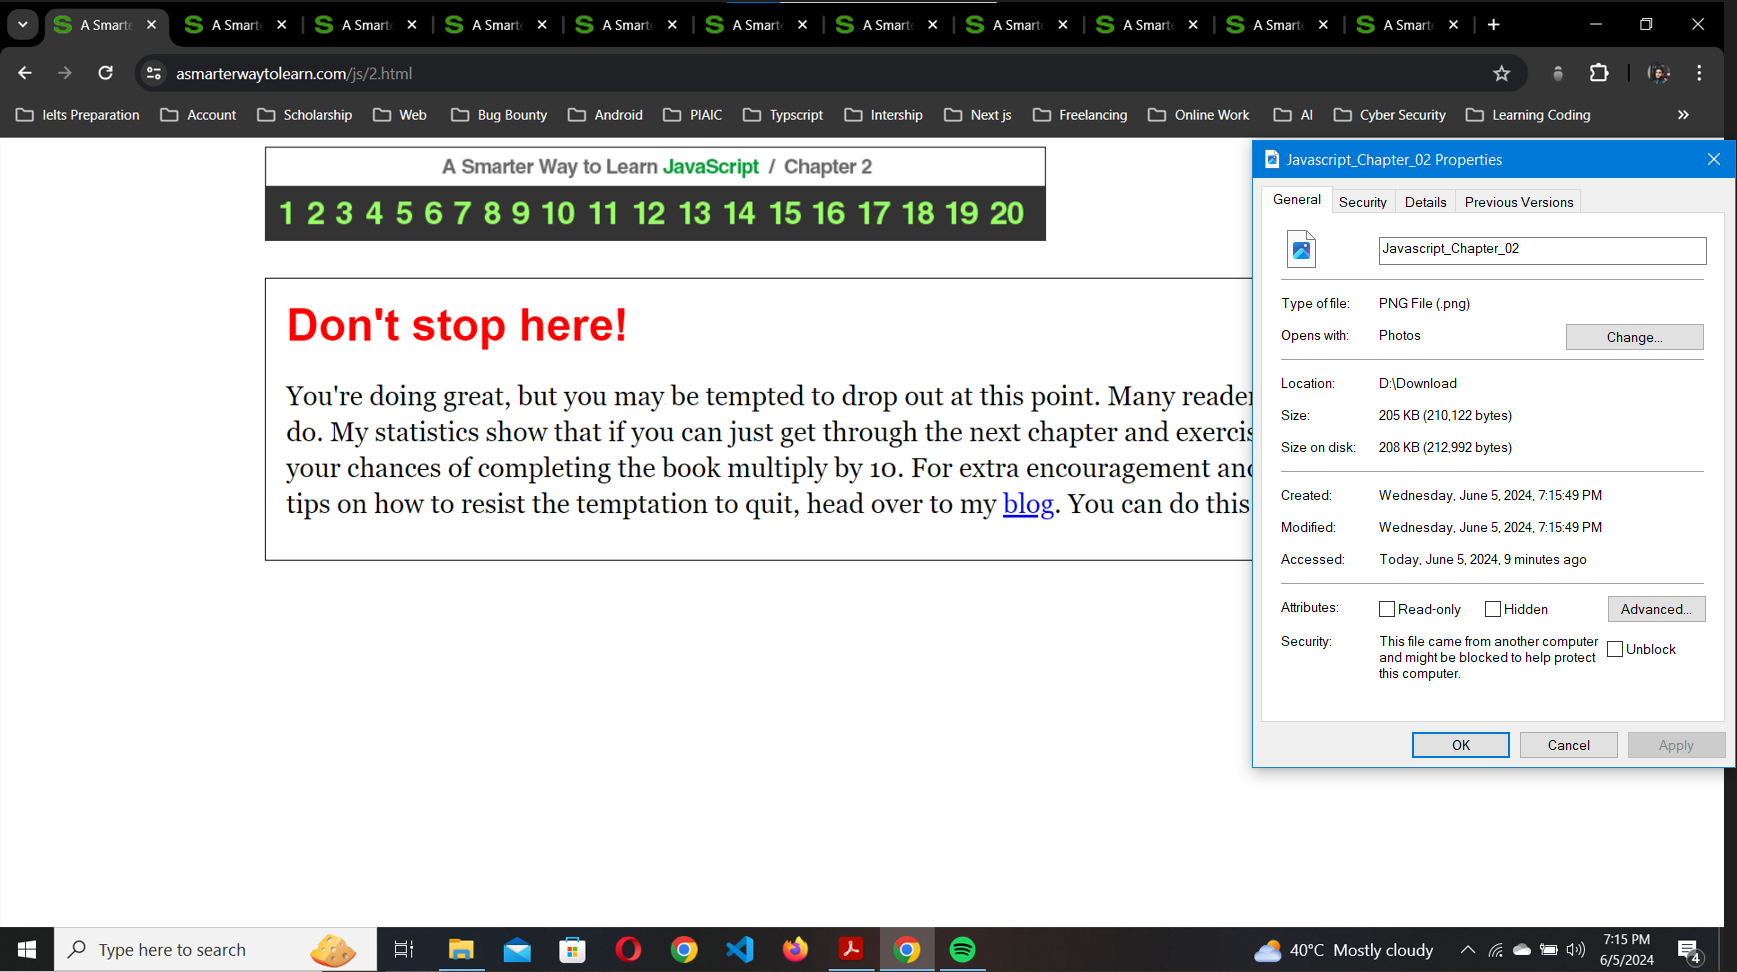 A Smarte
A Smarte
A Smarte
A Smarte
A Smarte
A Smarte
A Smarte
A Smarte
A Smarte
A Smarte
A Smarte
asmarterwaytolearn.com/js/2.html
Ielts Preparation
Account
Scholarship
Web
Bug Bounty
Android
PIAIC
Typscript
Intership
Next js
Freelancing
Online Work
AI
Cyber Security
Learning Coding
»
A Smarter Way to Learn JavaScript / Chapter 2
1 2 3 4 5 6 7 8 9 10 11 12 13 14 15 16 17 18 19 20
Don't stop here!
You're doing great, but you may be tempted to drop out at this point. Many reader
do. My statistics show that if you can just get through the next chapter and exercis
your chances of completing the book multiply by 10. For extra encouragement and
tips on how to resist the temptation to quit, head over to my blog. You can do this
Javascript_Chapter_02 Properties
General
Security
Details
Previous Versions
Javascript_Chapter_02
Type of file: PNG File (.png)
Opens with: Photos
Change...
Location: D:\Download
Size: 205 KB (210,122 bytes)
Size on disk: 208 KB (212,992 bytes)
Created: Wednesday, June 5, 2024, 7:15:49 PM
Modified: Wednesday, June 5, 2024, 7:15:49 PM
Accessed: Today, June 5, 2024, 9 minutes ago
Attributes: Read-only Hidden
Advanced...
Security: This file came from another computer
and might be blocked to help protect
this computer.
Unblock
OK
Cancel
Apply
Type here to search
40°C Mostly cloudy
7:15 PM
6/5/2024
4